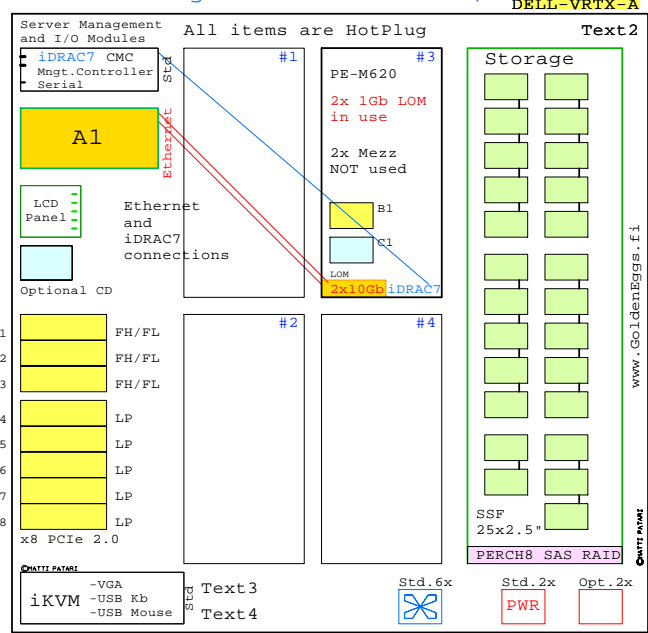 DELL-VRTX-A
Server Management
and I/O Modules
All items are HotPlug
Text2
iDRAC7 CMC
Mngt.Controller
Serial
Std
#1
#3
Storage
PE-M620
2x 1Gb LOM
in use
2x Mezz
NOT used
A1
Ethernet
LCD
Panel
Ethernet
and
iDRAC7
connections
B1
C1
LOM
2x10Gb
iDRAC7
Optional CD
www.GoldenEggs.fi
#2
#4
1
FH/FL
2
FH/FL
3
FH/FL
4
LP
5
LP
6
LP
7
LP
8
LP
x8 PCIe 2.0
SSF
25x2.5"
PERCH8 SAS RAID
©MATTI PATARI
©MATTI PATARI
iKVM
-VGA
-USB Kb
-USB Mouse
Std
Text3
Text4
Std.6x
Std.2x
Opt.2x
PWR